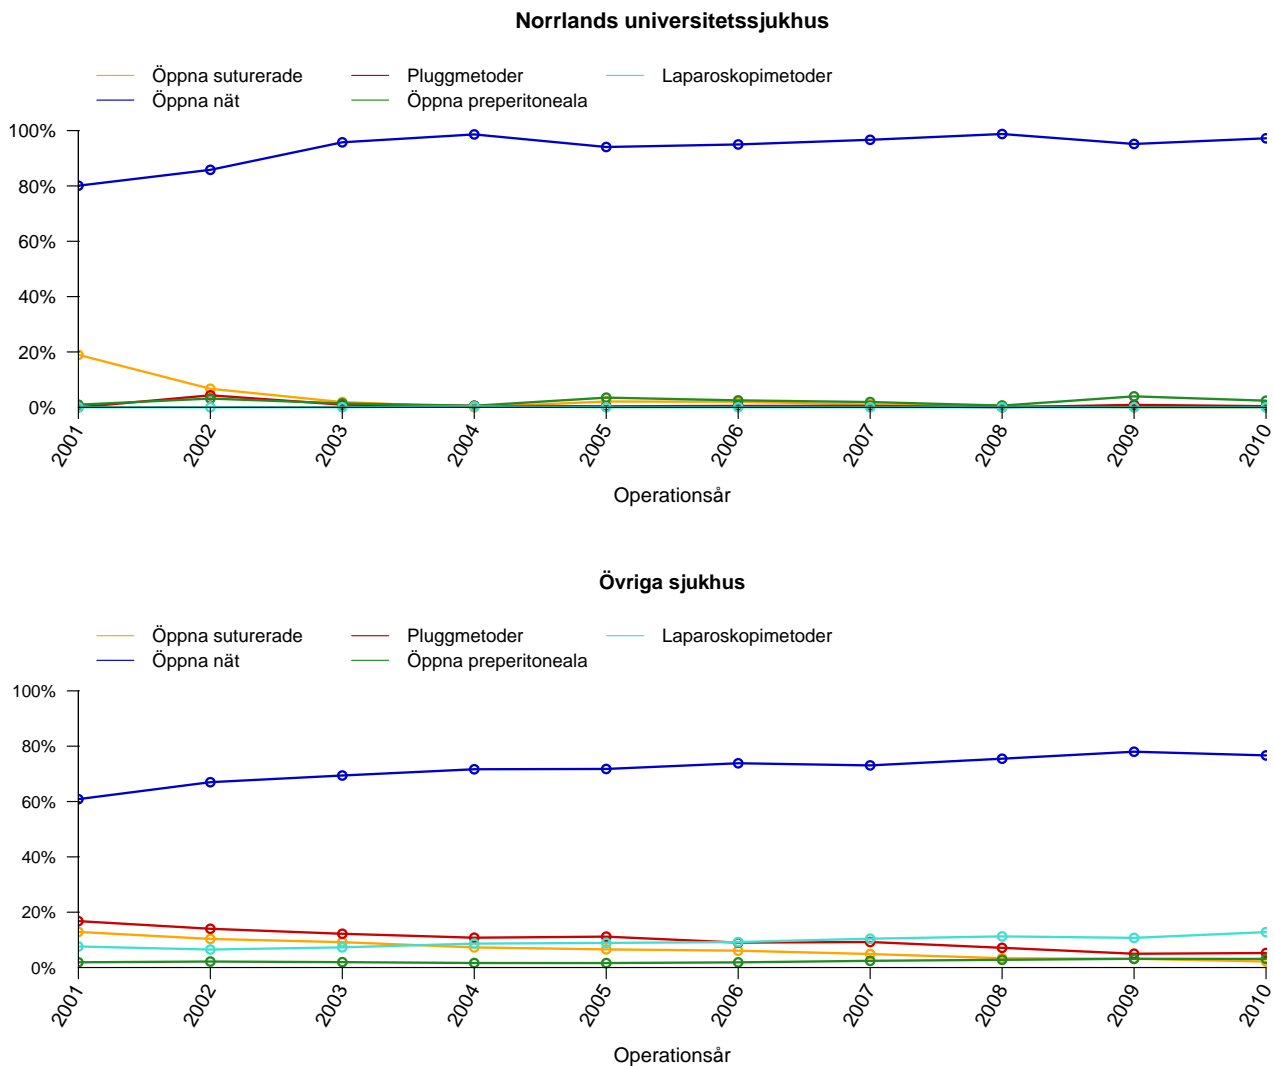 Norrlands universitetssjukhus
Öppna suturerade Pluggmetoder Laparoskopimetoder
Öppna nät Öppna preperitoneala
100%
80%
60%
40%
20%
0%
2001 2002 2003 2004 2005 2006 2007 2008 2009 2010
Operationsår
Övriga sjukhus
Öppna suturerade Pluggmetoder Laparoskopimetoder
Öppna nät Öppna preperitoneala
100%
80%
60%
40%
20%
0%
2001 2002 2003 2004 2005 2006 2007 2008 2009 2010
Operationsår